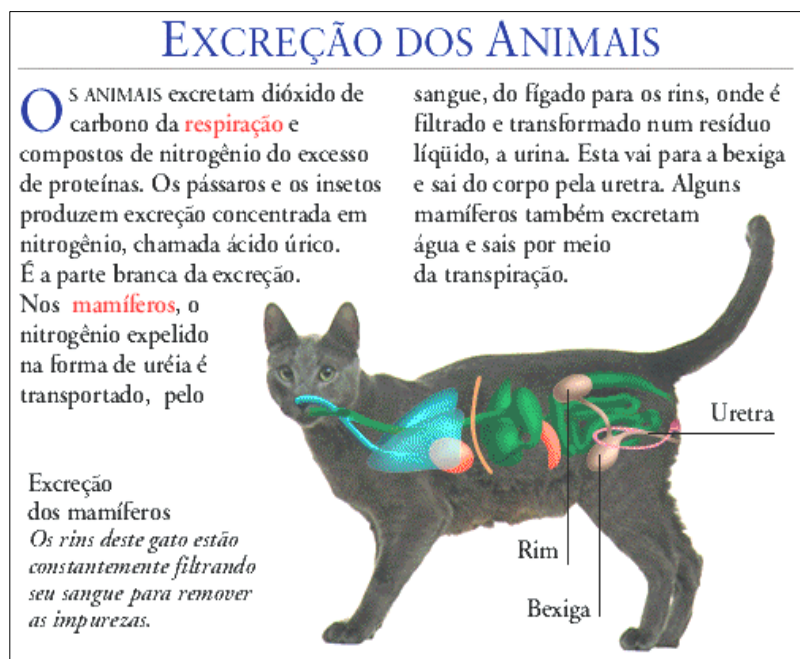 EXCREÇÃO DOS ANIMAIS
OS ANIMAIS excretam dióxido de
carbono da respiração e
compostos de nitrogênio do excesso
de proteínas. Os pássaros e os insetos
produzem excreção concentrada em
nitrogênio, chamada ácido úrico.
É a parte branca da excreção.
Nos mamíferos, o
nitrogênio expelido
na forma de uréia é
transportado, pelo
sangue, do fígado para os rins, onde é
filtrado e transformado num resíduo
líqüido, a urina. Esta vai para a bexiga
e sai do corpo pela uretra. Alguns
mamíferos também excretam
água e sais por meio
da transpiração.
Uretra
Rim
Bexiga
Excreção
dos mamíferos
Os rins deste gato estão
constantemente filtrando
seu sangue para remover
as impurezas.